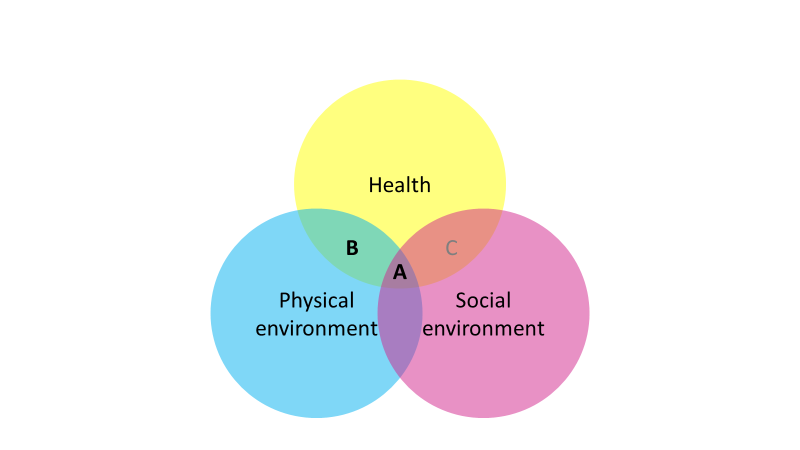 Health
B
C
A
Physical
environment
Social
environment